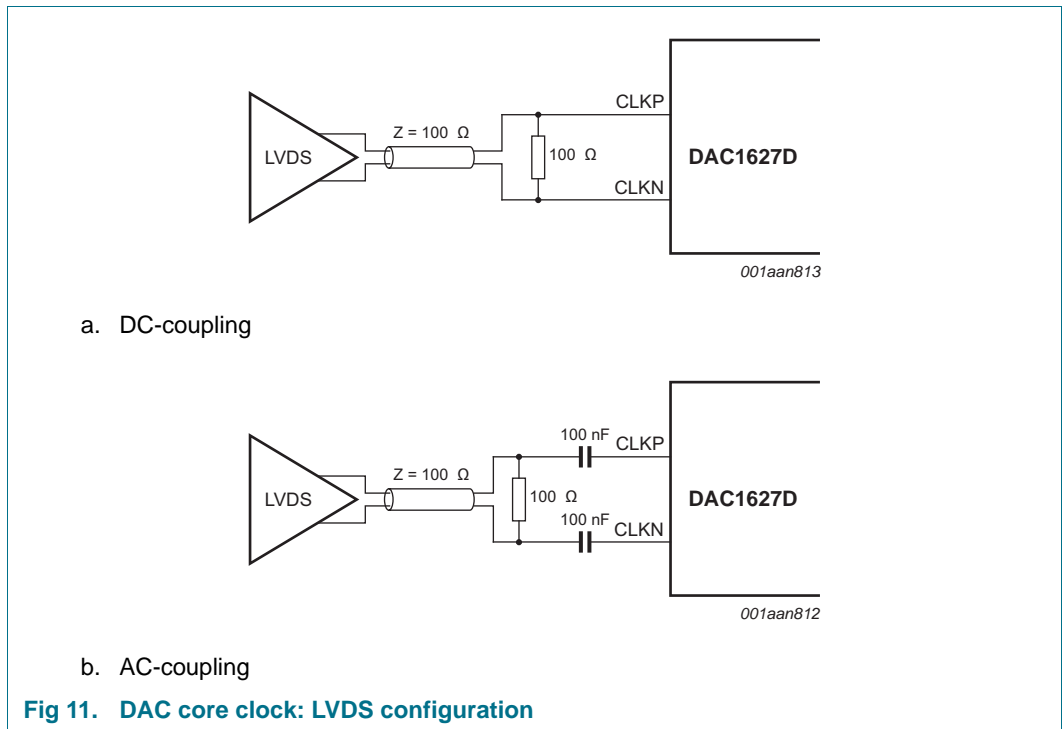 CLKP
Z = 100 Ω
LVDS
100 Ω
DAC1627D
CLKN
001aan813
a. DC-coupling
100 nF
CLKP
Z = 100 Ω
LVDS
100 Ω
DAC1627D
100 nF
CLKN
001aan812
b. AC-coupling
Fig 11. DAC core clock: LVDS configuration